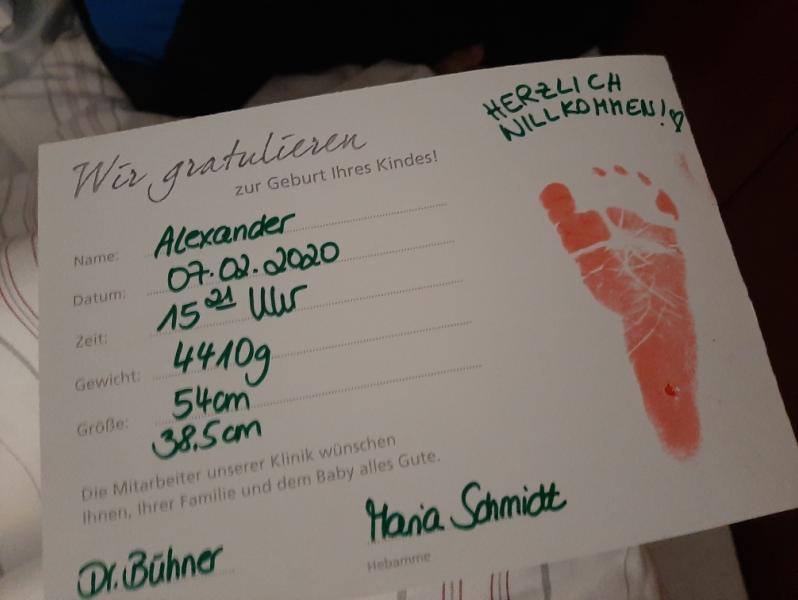 HERZLICH
WILLKOMMEN!♡
Wir gratulieren
zur Geburt Ihres Kindes!
Name: Alexander
Datum: 07.02.2020
Zeit: 15 21 Uhr
Gewicht: 4410g
Größe: 54cm
38.5cm
Die Mitarbeiter unserer Klinik wünschen
Ihnen, Ihrer Familie und dem Baby alles Gute.
Dr. Bühner
Maria Schmidt
Hebamme